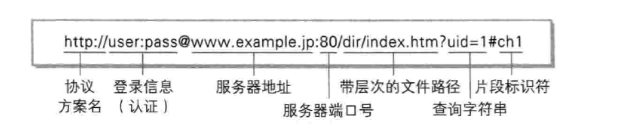 http://user:pass@www.example.jp:80/dir/index.htm?uid=1#ch1
协议 登录信息 服务器地址 带层次的文件路径 片段标识符
方案名 （认证） 服务器端口号 查询字符串